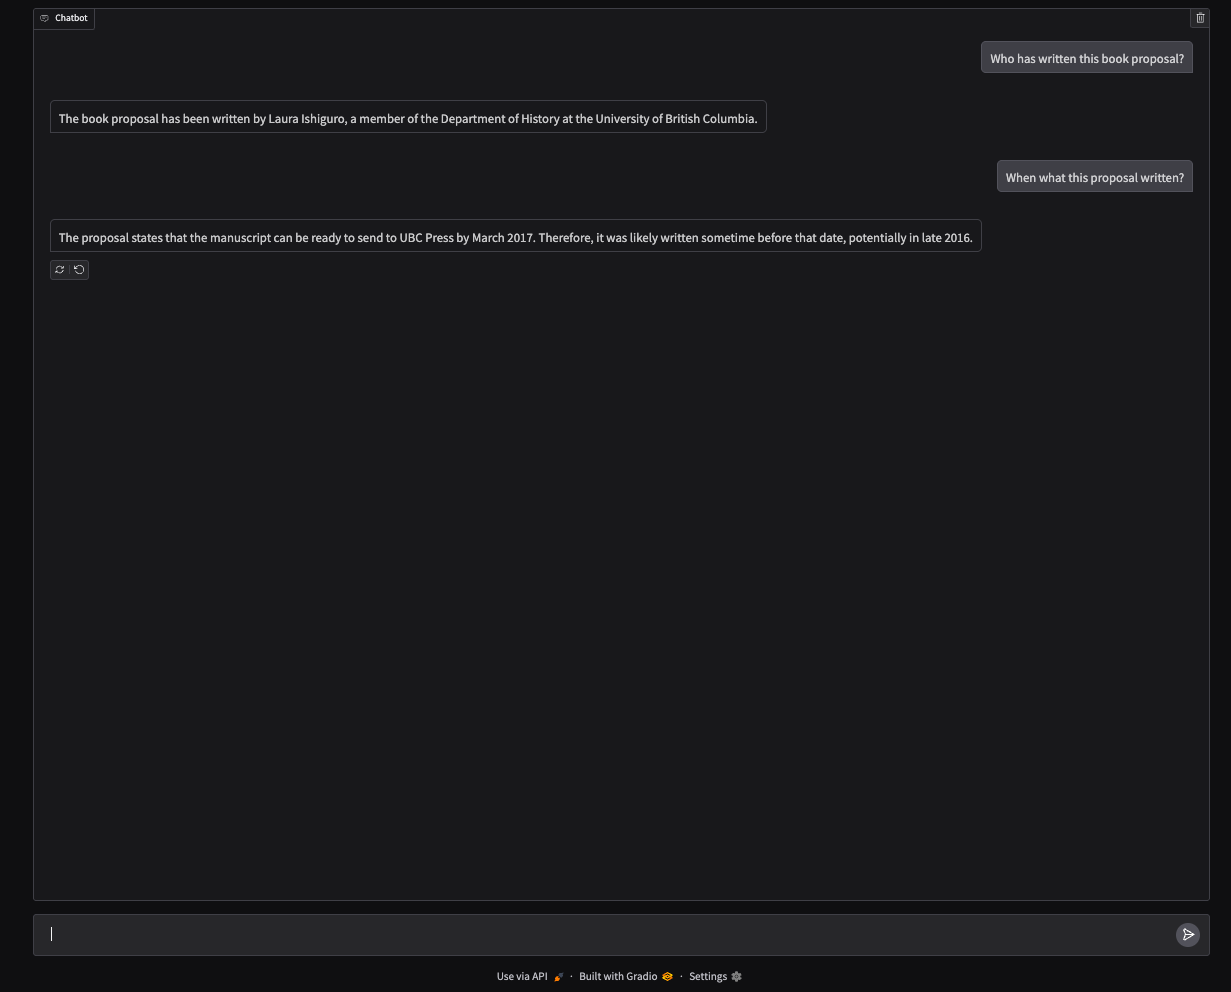 Chatbot
Who has written this book proposal?
The book proposal has been written by Laura Ishiguro, a member of the Department of History at the University of British Columbia.
When what this proposal written?
The proposal states that the manuscript can be ready to send to UBC Press by March 2017. Therefore, it was likely written sometime before that date, potentially in late 2016.
Use via API · Built with Gradio · Settings